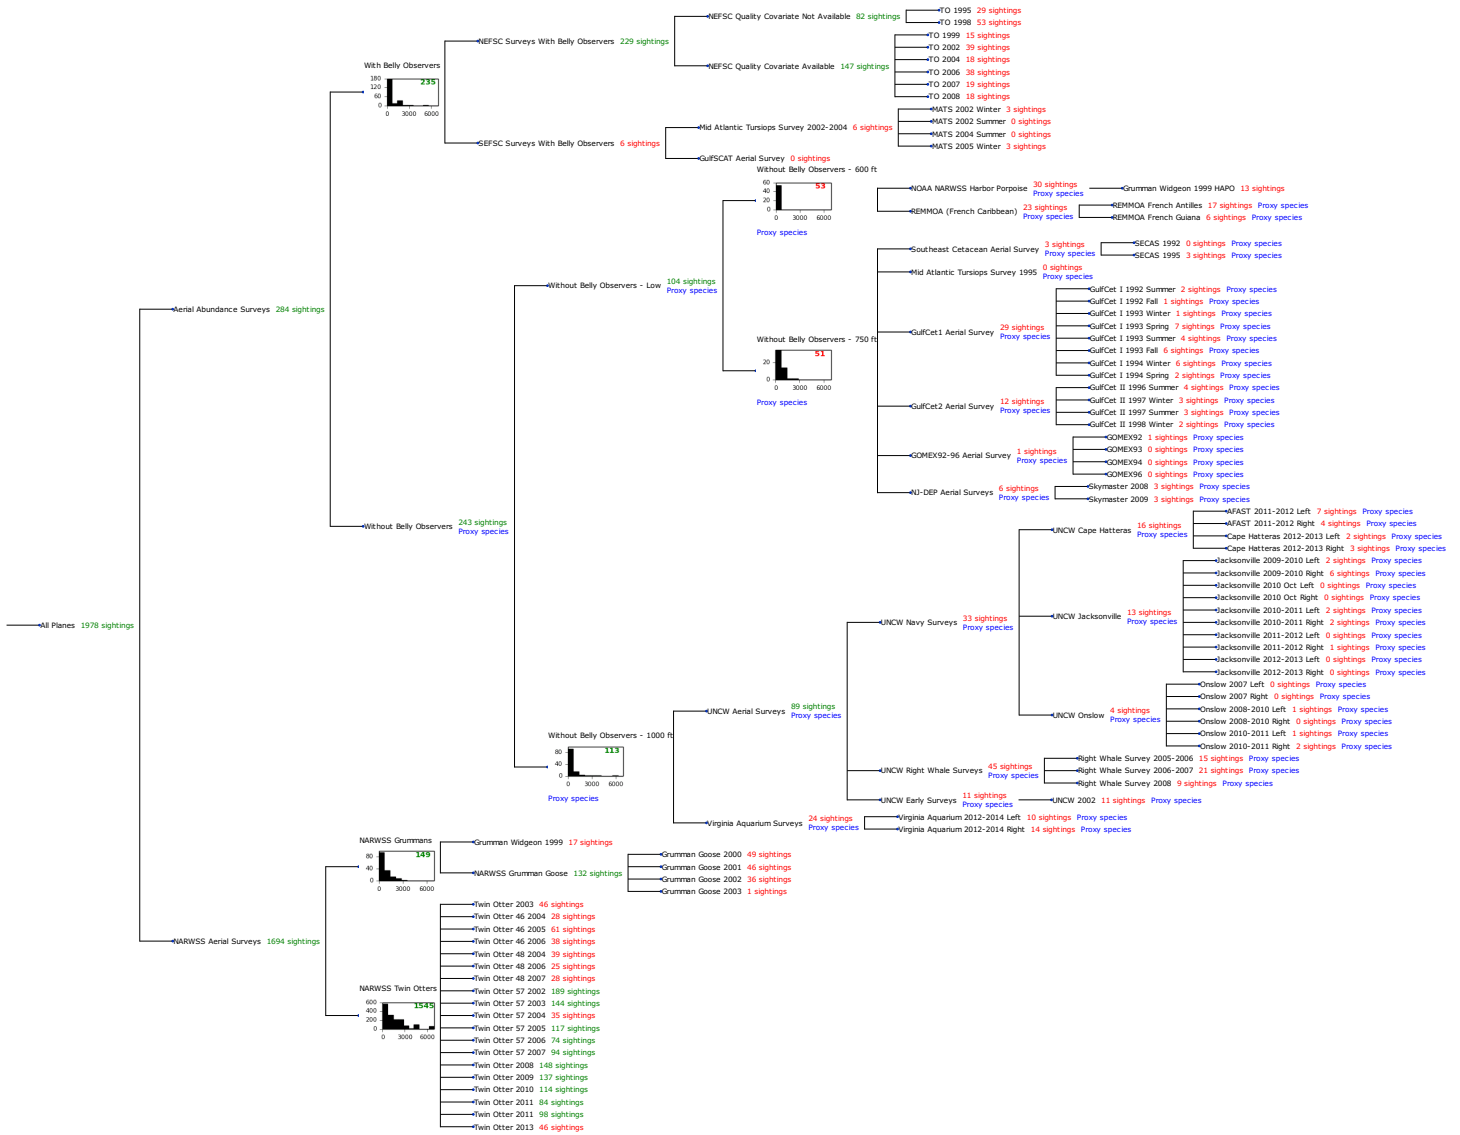 All Planes 1978 sightings
Aerial Abundance Surveys 284 sightings
With Belly Observers
235
180
120
60
0
0 3000 6000
NEFSC Surveys With Belly Observers 229 sightings
NEFSC Quality Covariate Not Available 82 sightings
TO 1995 29 sightings
TO 1998 53 sightings
NEFSC Quality Covariate Available 147 sightings
TO 1999 15 sightings
TO 2002 39 sightings
TO 2004 18 sightings
TO 2006 38 sightings
TO 2007 19 sightings
TO 2008 18 sightings
SEFSC Surveys With Belly Observers 6 sightings
Mid Atlantic Tursiops Survey 2002-2004 6 sightings
MATS 2002 Winter 3 sightings
MATS 2002 Summer 0 sightings
MATS 2004 Summer 0 sightings
MATS 2005 Winter 3 sightings
GulfSCAT Aerial Survey 0 sightings
Without Belly Observers 243 sightings
Proxy species
Without Belly Observers - Low 104 sightings
Proxy species
Without Belly Observers - 600 ft
53
60
40
20
0
0 3000 6000
Proxy species
NOAA NARWSS Harbor Porpoise 30 sightings
Proxy species
Grumman Widgeon 1999 HAPO 13 sightings
REMMOA (French Caribbean) 23 sightings
Proxy species
REMMOA French Antilles 17 sightings Proxy species
REMMOA French Guiana 6 sightings Proxy species
Without Belly Observers - 750 ft
51
20
0
0 3000 6000
Proxy species
Southeast Cetacean Aerial Survey 3 sightings
Proxy species
SECAS 1992 0 sightings Proxy species
SECAS 1995 3 sightings Proxy species
Mid Atlantic Tursiops Survey 1995 0 sightings
Proxy species
GulfCet1 Aerial Survey 29 sightings
Proxy species
GulfCet I 1992 Summer 2 sightings Proxy species
GulfCet I 1992 Fall 1 sightings Proxy species
GulfCet I 1993 Winter 1 sightings Proxy species
GulfCet I 1993 Spring 7 sightings Proxy species
GulfCet I 1993 Summer 4 sightings Proxy species
GulfCet I 1993 Fall 6 sightings Proxy species
GulfCet I 1994 Winter 6 sightings Proxy species
GulfCet I 1994 Spring 2 sightings Proxy species
GulfCet2 Aerial Survey 12 sightings
Proxy species
GulfCet II 1996 Summer 4 sightings Proxy species
GulfCet II 1997 Winter 3 sightings Proxy species
GulfCet II 1997 Summer 3 sightings Proxy species
GulfCet II 1998 Winter 2 sightings Proxy species
GOMEX92-96 Aerial Survey 1 sightings
Proxy species
GOMEX92 1 sightings Proxy species
GOMEX93 0 sightings Proxy species
GOMEX94 0 sightings Proxy species
GOMEX96 0 sightings Proxy species
NJ-DEP Aerial Surveys 6 sightings
Proxy species
Skymaster 2008 3 sightings Proxy species
Skymaster 2009 3 sightings Proxy species
Without Belly Observers - 1000 ft
113
80
40
0
0 3000 6000
Proxy species
UNCW Aerial Surveys 89 sightings
Proxy species
UNCW Navy Surveys 33 sightings
Proxy species
UNCW Cape Hatteras 16 sightings
Proxy species
AFAST 2011-2012 Left 7 sightings Proxy species
AFAST 2011-2012 Right 4 sightings Proxy species
Cape Hatteras 2012-2013 Left 2 sightings Proxy species
Cape Hatteras 2012-2013 Right 3 sightings Proxy species
UNCW Jacksonville 13 sightings
Proxy species
Jacksonville 2009-2010 Left 2 sightings Proxy species
Jacksonville 2009-2010 Right 6 sightings Proxy species
Jacksonville 2010 Oct Left 0 sightings Proxy species
Jacksonville 2010 Oct Right 0 sightings Proxy species
Jacksonville 2010-2011 Left 2 sightings Proxy species
Jacksonville 2010-2011 Right 2 sightings Proxy species
Jacksonville 2011-2012 Left 0 sightings Proxy species
Jacksonville 2011-2012 Right 1 sightings Proxy species
Jacksonville 2012-2013 Left 0 sightings Proxy species
Jacksonville 2012-2013 Right 0 sightings Proxy species
UNCW Onslow 4 sightings
Proxy species
Onslow 2007 Left 0 sightings Proxy species
Onslow 2007 Right 0 sightings Proxy species
Onslow 2008-2010 Left 1 sightings Proxy species
Onslow 2008-2010 Right 0 sightings Proxy species
Onslow 2010-2011 Left 1 sightings Proxy species
Onslow 2010-2011 Right 2 sightings Proxy species
UNCW Right Whale Surveys 45 sightings
Proxy species
Right Whale Survey 2005-2006 15 sightings Proxy species
Right Whale Survey 2006-2007 21 sightings Proxy species
Right Whale Survey 2008 9 sightings Proxy species
UNCW Early Surveys 11 sightings
Proxy species
UNCW 2002 11 sightings Proxy species
Virginia Aquarium Surveys 24 sightings
Proxy species
Virginia Aquarium 2012-2014 Left 10 sightings Proxy species
Virginia Aquarium 2012-2014 Right 14 sightings Proxy species
NARWSS Aerial Surveys 1694 sightings
NARWSS Grummans
149
80
40
0
0 3000 6000
Grumman Widgeon 1999 17 sightings
NARWSS Grumman Goose 132 sightings
Grumman Goose 2000 49 sightings
Grumman Goose 2001 46 sightings
Grumman Goose 2002 36 sightings
Grumman Goose 2003 1 sightings
NARWSS Twin Otters
1545
600
400
200
0
0 3000 6000
Twin Otter 2003 46 sightings
Twin Otter 46 2004 28 sightings
Twin Otter 46 2005 61 sightings
Twin Otter 46 2006 38 sightings
Twin Otter 48 2004 39 sightings
Twin Otter 48 2006 25 sightings
Twin Otter 48 2007 28 sightings
Twin Otter 57 2002 189 sightings
Twin Otter 57 2003 144 sightings
Twin Otter 57 2004 35 sightings
Twin Otter 57 2005 117 sightings
Twin Otter 57 2006 74 sightings
Twin Otter 57 2007 94 sightings
Twin Otter 2008 148 sightings
Twin Otter 2009 137 sightings
Twin Otter 2010 114 sightings
Twin Otter 2011 84 sightings
Twin Otter 2011 98 sightings
Twin Otter 2013 46 sightings